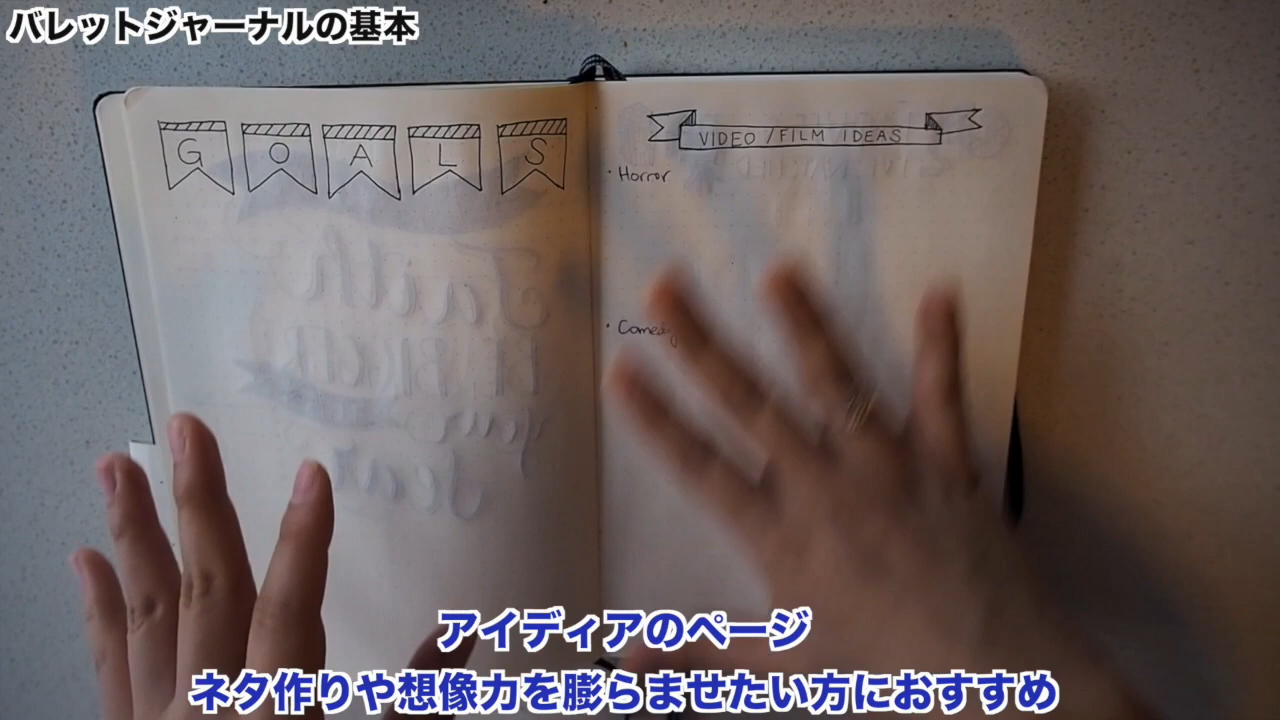 バレットジャーナルの基本
GOALS
VIDEO / FILM IDEAS
・Horror
・Comedy
アイディアのページ
ネタ作りや想像力を膨らませたい方におすすめ